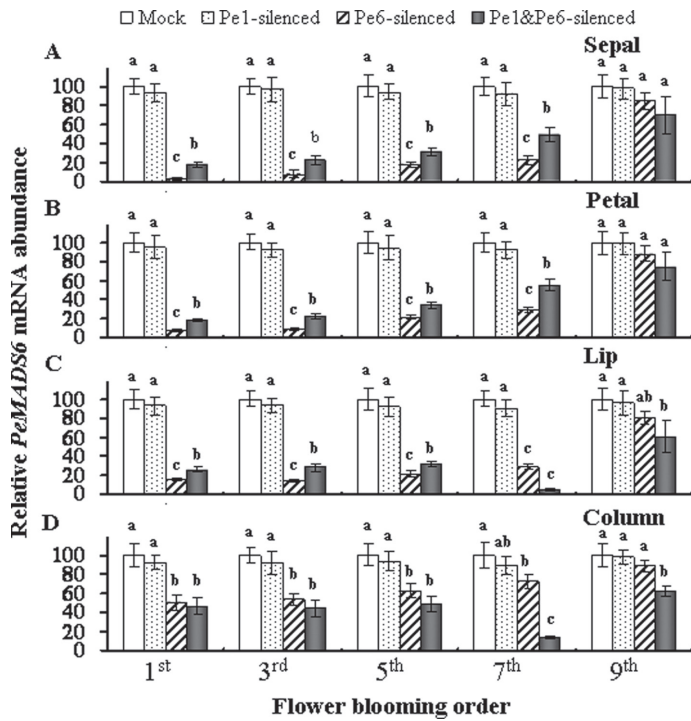 Mock Pe1-silenced Pe6-silenced Pe1&Pe6-silenced
A Sepal
a a c b a a c b a a c b a a c b a a a a
100
80
60
40
20
0
B Petal
a a c b a a c b a a c b a a c b a a a a
100
80
60
40
20
0
C Lip
a a c b a a c b a a c b a a c b a a ab b
100
80
60
40
20
0
D Column
a a b b a a b b a a b b a ab b c a a a b
100
80
60
40
20
0
1st 3rd 5th 7th 9th
Flower blooming order
Relative PeMADS6 mRNA abundance